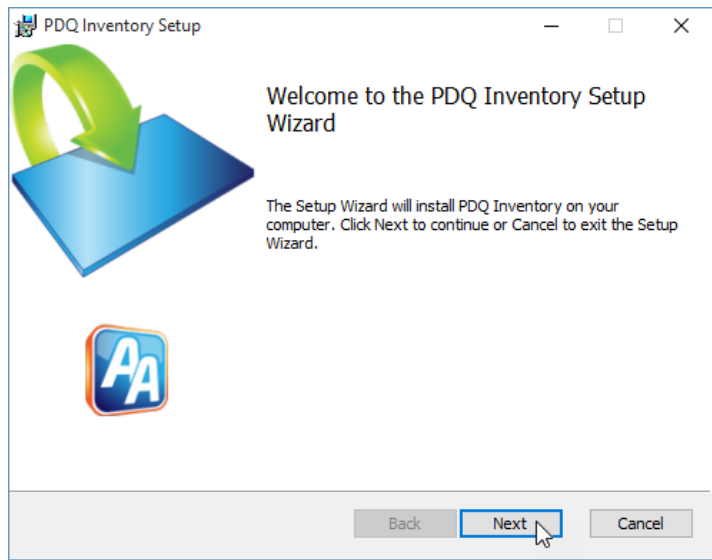 PDQ Inventory Setup
Welcome to the PDQ Inventory Setup
Wizard
The Setup Wizard will install PDQ Inventory on your
computer. Click Next to continue or Cancel to exit the Setup
Wizard.
AA
Back Next Cancel